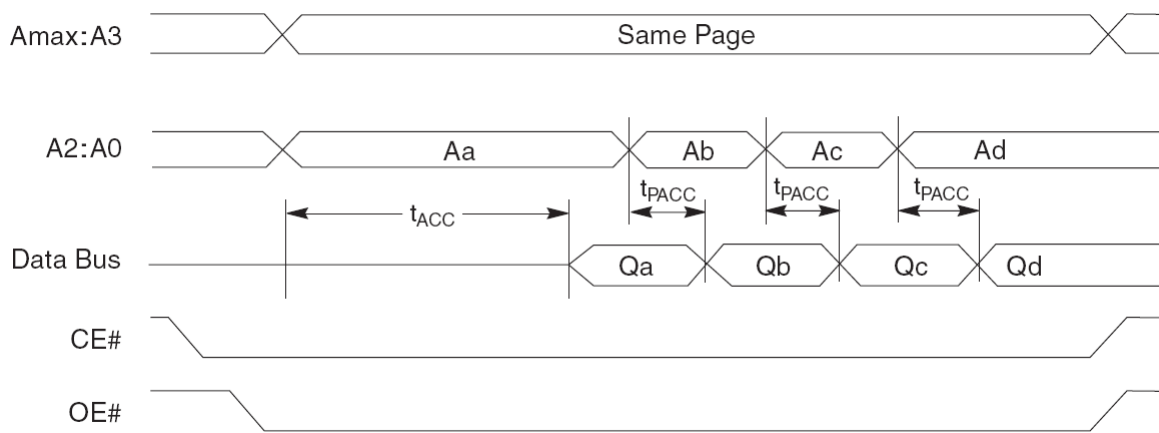 Amax:A3
Same Page
A2:A0
Aa
Ab
Ac
Ad
tPACC
tPACC
tPACC
tACC
Data Bus
Qa
Qb
Qc
Qd
CE#
OE#